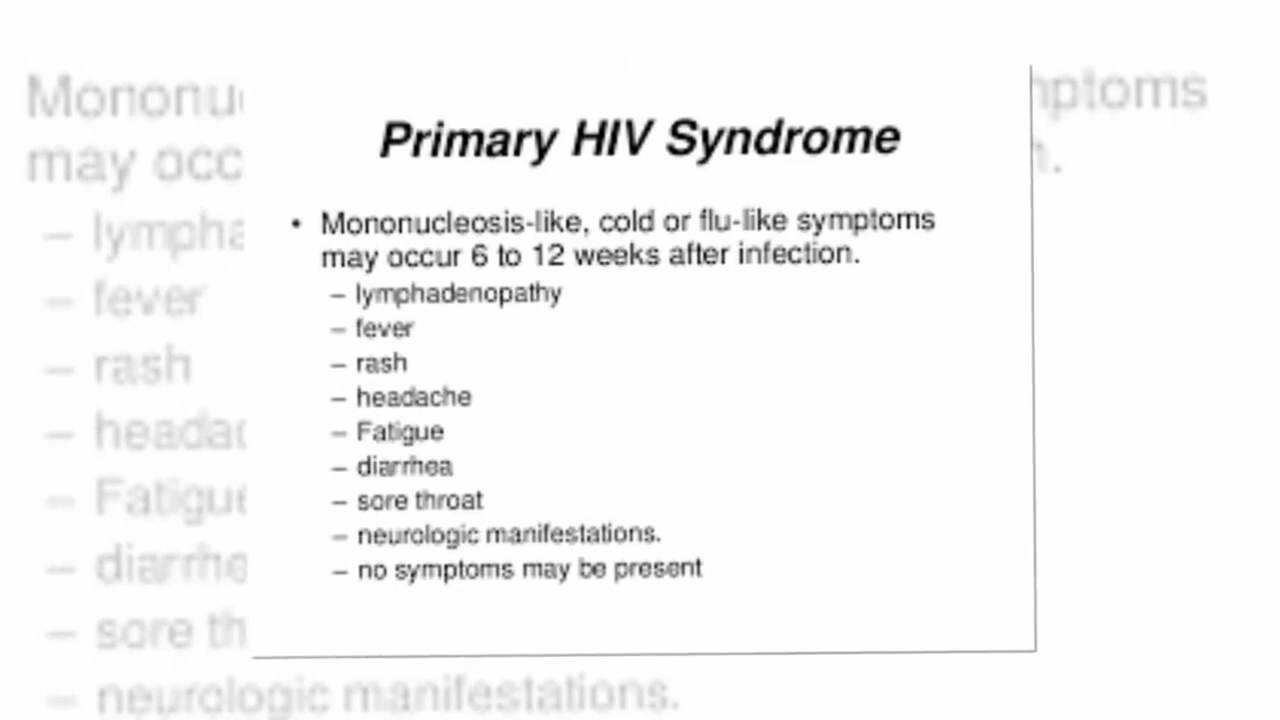 Primary HIV Syndrome
• Mononucleosis-like, cold or flu-like symptoms
may occur 6 to 12 weeks after infection.
– lymphadenopathy
– fever
– rash
– headache
– Fatigue
– diarrhea
– sore throat
– neurologic manifestations.
– no symptoms may be present